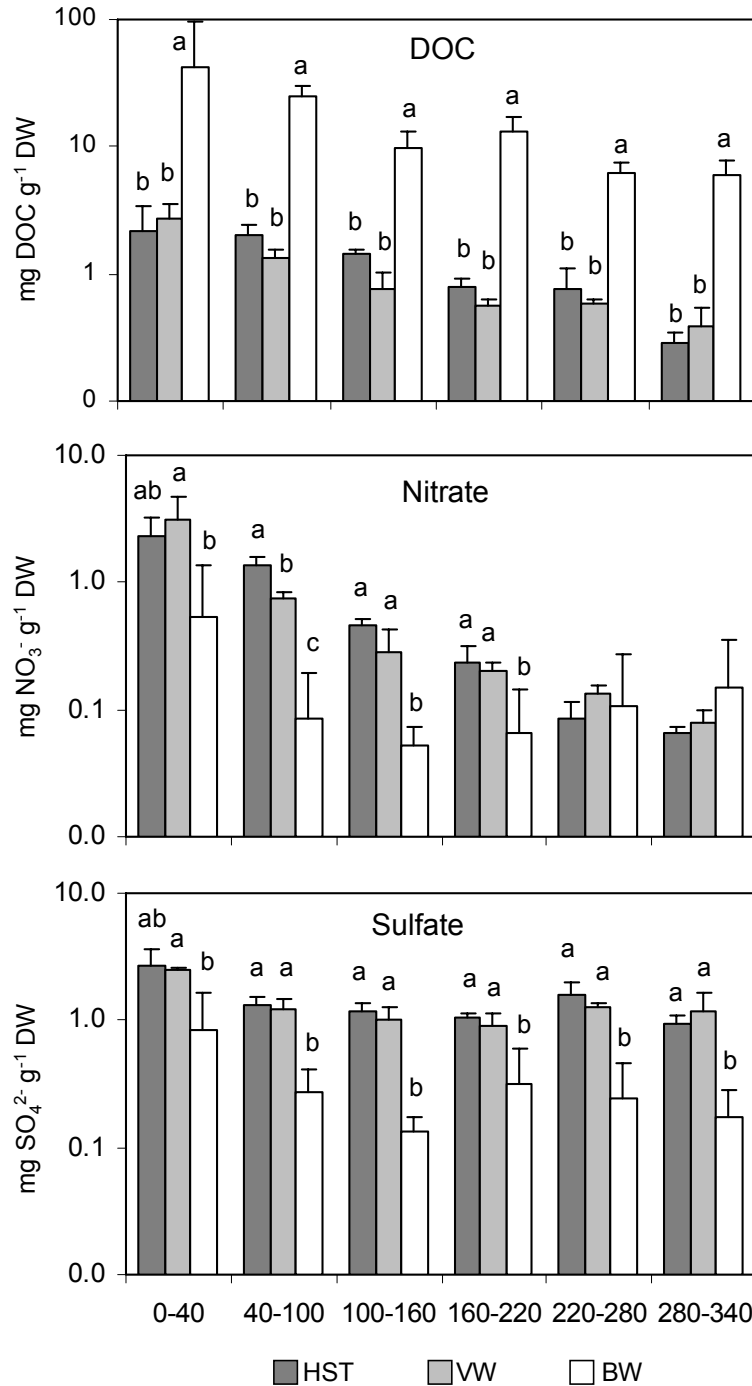 DOC
mg DOC g⁻¹ DW
100
10
1
0
a a a a a a
b b b b b b b b b b b b
Nitrate
mg NO₃⁻ g⁻¹ DW
10.0
1.0
0.1
0.0
ab a b a b c a a b a a b
Sulfate
mg SO₄²⁻ g⁻¹ DW
10.0
1.0
0.1
0.0
ab a b a a b a a b a a b a a b a a b
0-40 40-100 100-160 160-220 220-280 280-340
HST VW BW